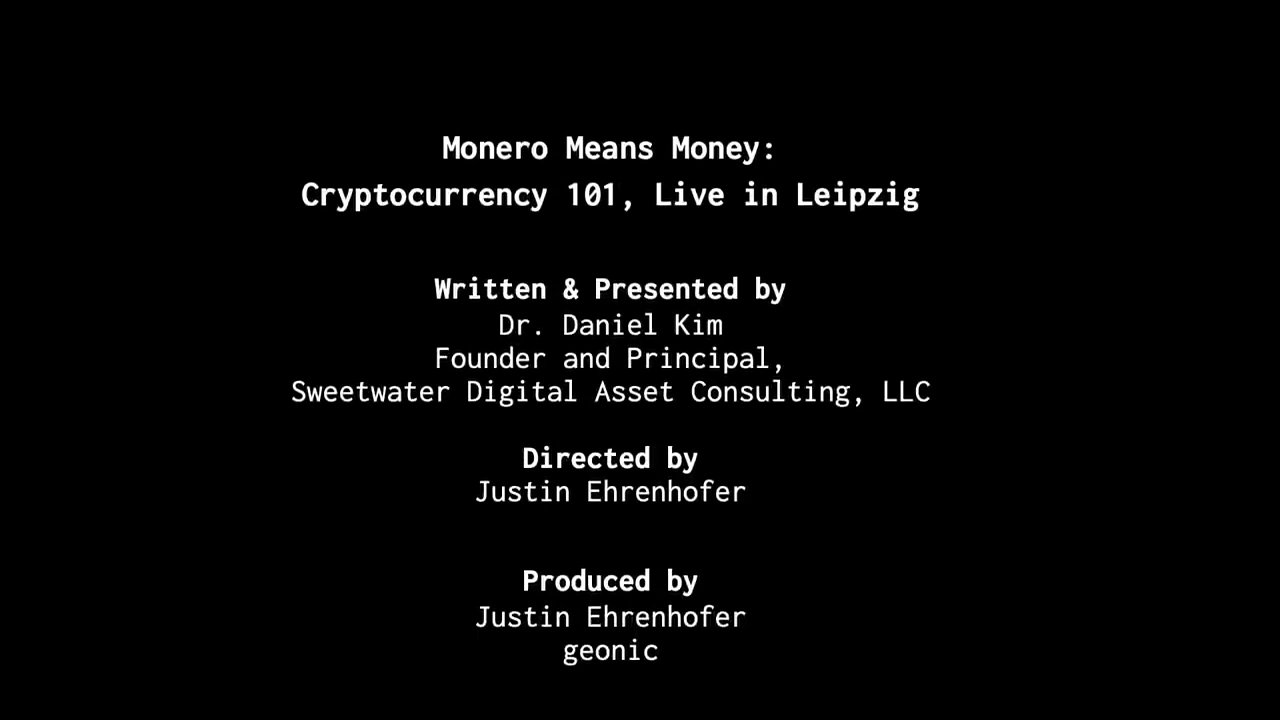 Monero Means Money:
Cryptocurrency 101, Live in Leipzig
Written & Presented by
Dr. Daniel Kim
Founder and Principal,
Sweetwater Digital Asset Consulting, LLC
Directed by
Justin Ehrenhofer
Produced by
Justin Ehrenhofer
geonic